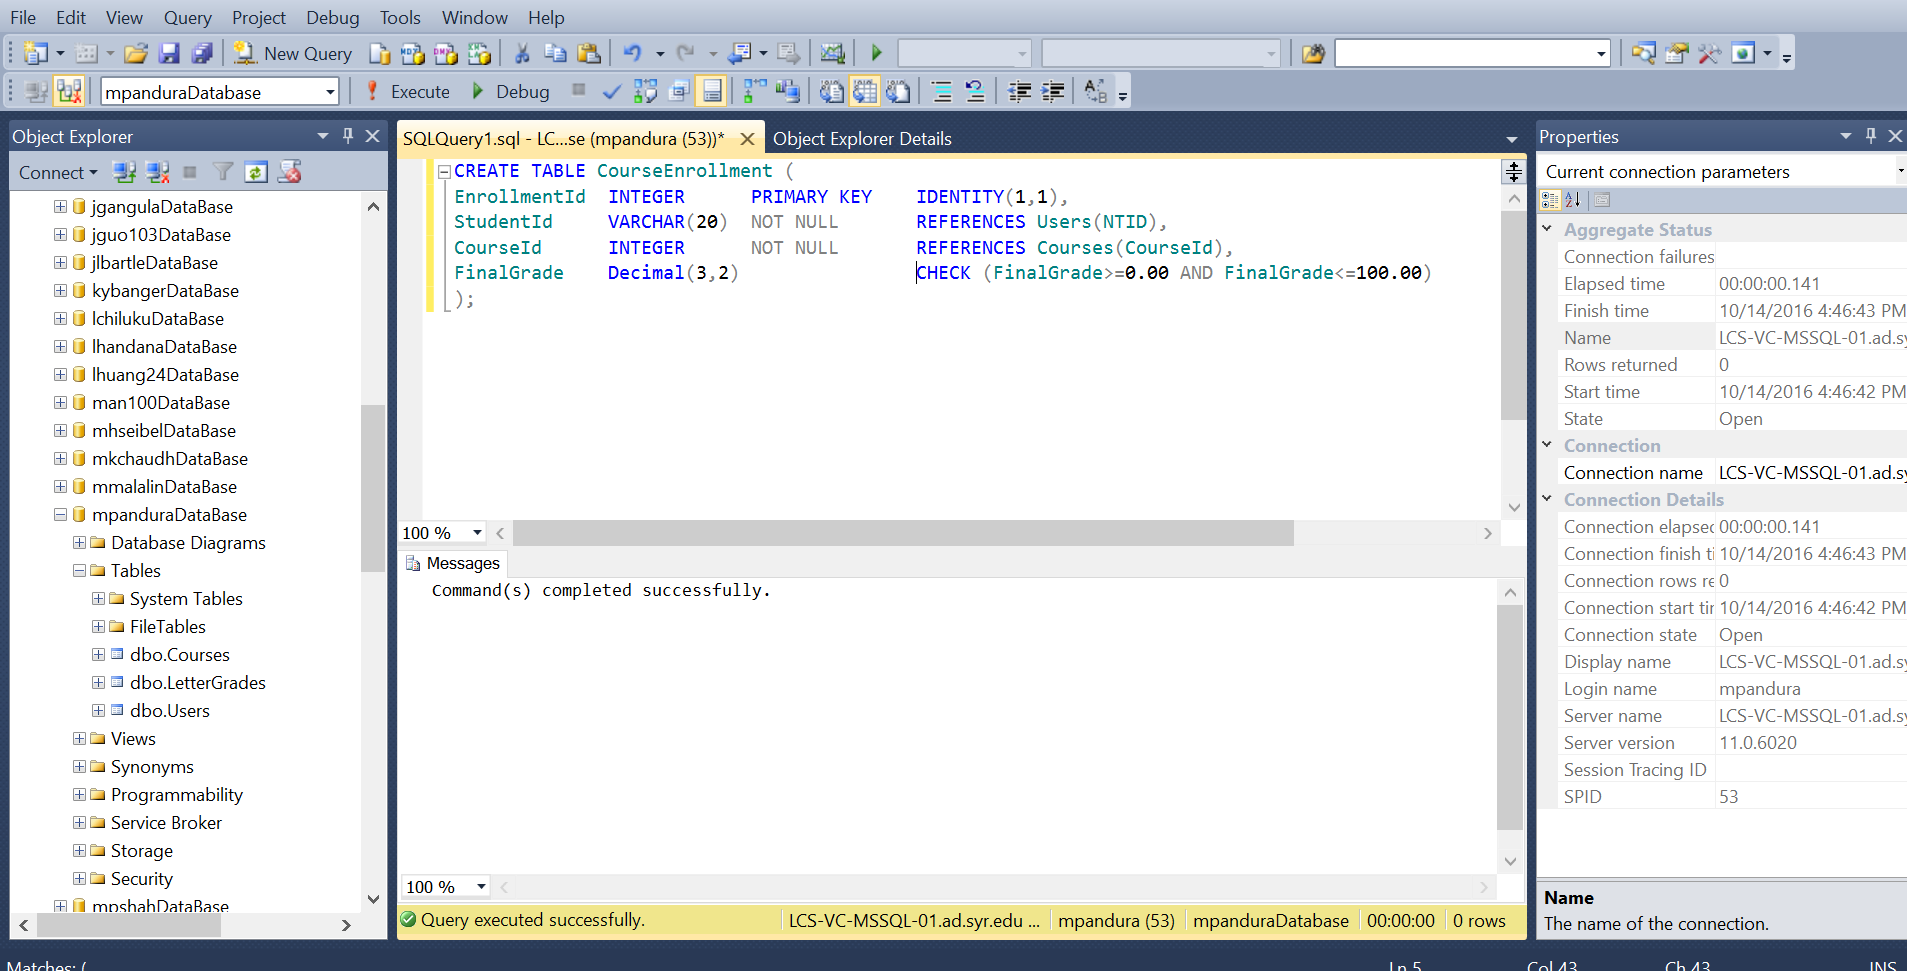 File Edit View Query Project Debug Tools Window Help
New Query
mpanduraDatabase Execute Debug
Object Explorer
Connect
jgangulaDataBase
jguo103DataBase
jlbartleDataBase
kybangerDataBase
lchilukuDataBase
lhandanaDataBase
lhuang24DataBase
man100DataBase
mhseibelDataBase
mkchaudhDataBase
mmalalinDataBase
mpanduraDataBase
Database Diagrams
Tables
System Tables
FileTables
dbo.Courses
dbo.LetterGrades
dbo.Users
Views
Synonyms
Programmability
Service Broker
Storage
Security
mpshahDataBase
SQLQuery1.sql - LC...se (mpandura (53))* Object Explorer Details
CREATE TABLE CourseEnrollment (
EnrollmentId INTEGER PRIMARY KEY IDENTITY(1,1),
StudentId VARCHAR(20) NOT NULL REFERENCES Users(NTID),
CourseId INTEGER NOT NULL REFERENCES Courses(CourseId),
FinalGrade Decimal(3,2) CHECK (FinalGrade>=0.00 AND FinalGrade<=100.00)
);
100 %
Messages
Command(s) completed successfully.
100 %
Query executed successfully. LCS-VC-MSSQL-01.ad.syr.edu ... mpandura (53) mpanduraDatabase 00:00:00 0 rows
Properties
Current connection parameters
Aggregate Status
Connection failures
Elapsed time 00:00:00.141
Finish time 10/14/2016 4:46:43 PM
Name LCS-VC-MSSQL-01.ad.sy
Rows returned 0
Start time 10/14/2016 4:46:42 PM
State Open
Connection
Connection name LCS-VC-MSSQL-01.ad.sy
Connection Details
Connection elapsed 00:00:00.141
Connection finish ti 10/14/2016 4:46:43 PM
Connection rows re 0
Connection start tir 10/14/2016 4:46:42 PM
Connection state Open
Display name LCS-VC-MSSQL-01.ad.sy
Login name mpandura
Server name LCS-VC-MSSQL-01.ad.sy
Server version 11.0.6020
Session Tracing ID
SPID 53
Name
The name of the connection.
Matches: ( Ln 5 Col 43 Ch 43 INS